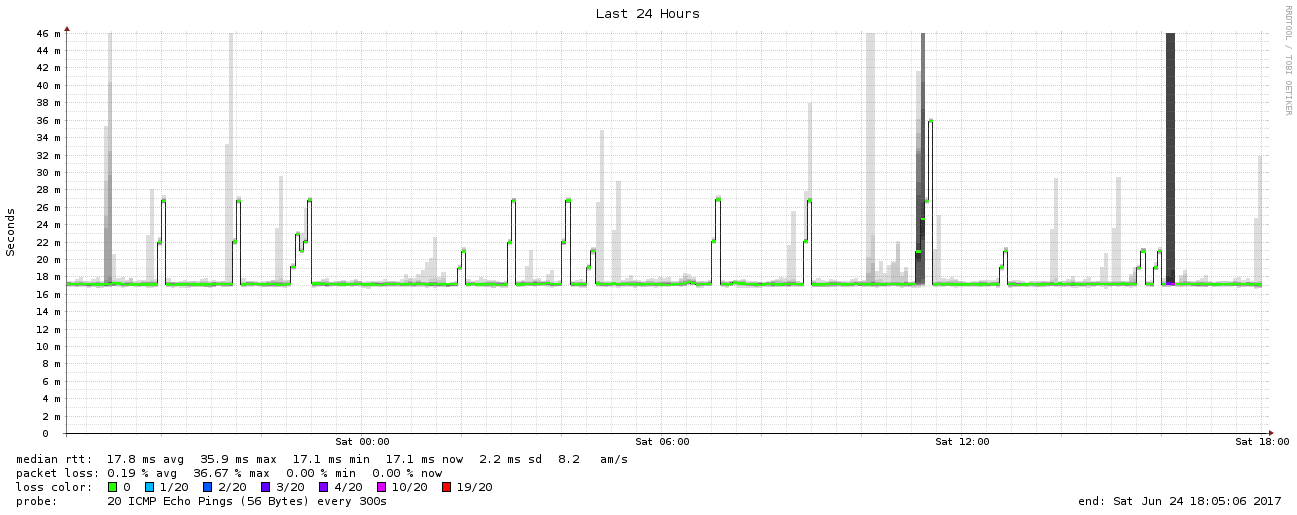 Last 24 Hours
RRDTOOL / TOBI OETIKER
Seconds
46 m
44 m
42 m
40 m
38 m
36 m
34 m
32 m
30 m
28 m
26 m
24 m
22 m
20 m
18 m
16 m
14 m
12 m
10 m
8 m
6 m
4 m
2 m
0
Sat 00:00 Sat 06:00 Sat 12:00 Sat 18:00
median rtt: 17.8 ms avg 35.9 ms max 17.1 ms min 17.1 ms now 2.2 ms sd 8.2 am/s
packet loss: 0.19 % avg 36.67 % max 0.00 % min 0.00 % now
loss color: 0 1/20 2/20 3/20 4/20 10/20 19/20
probe: 20 ICMP Echo Pings (56 Bytes) every 300s end: Sat Jun 24 18:05:06 2017